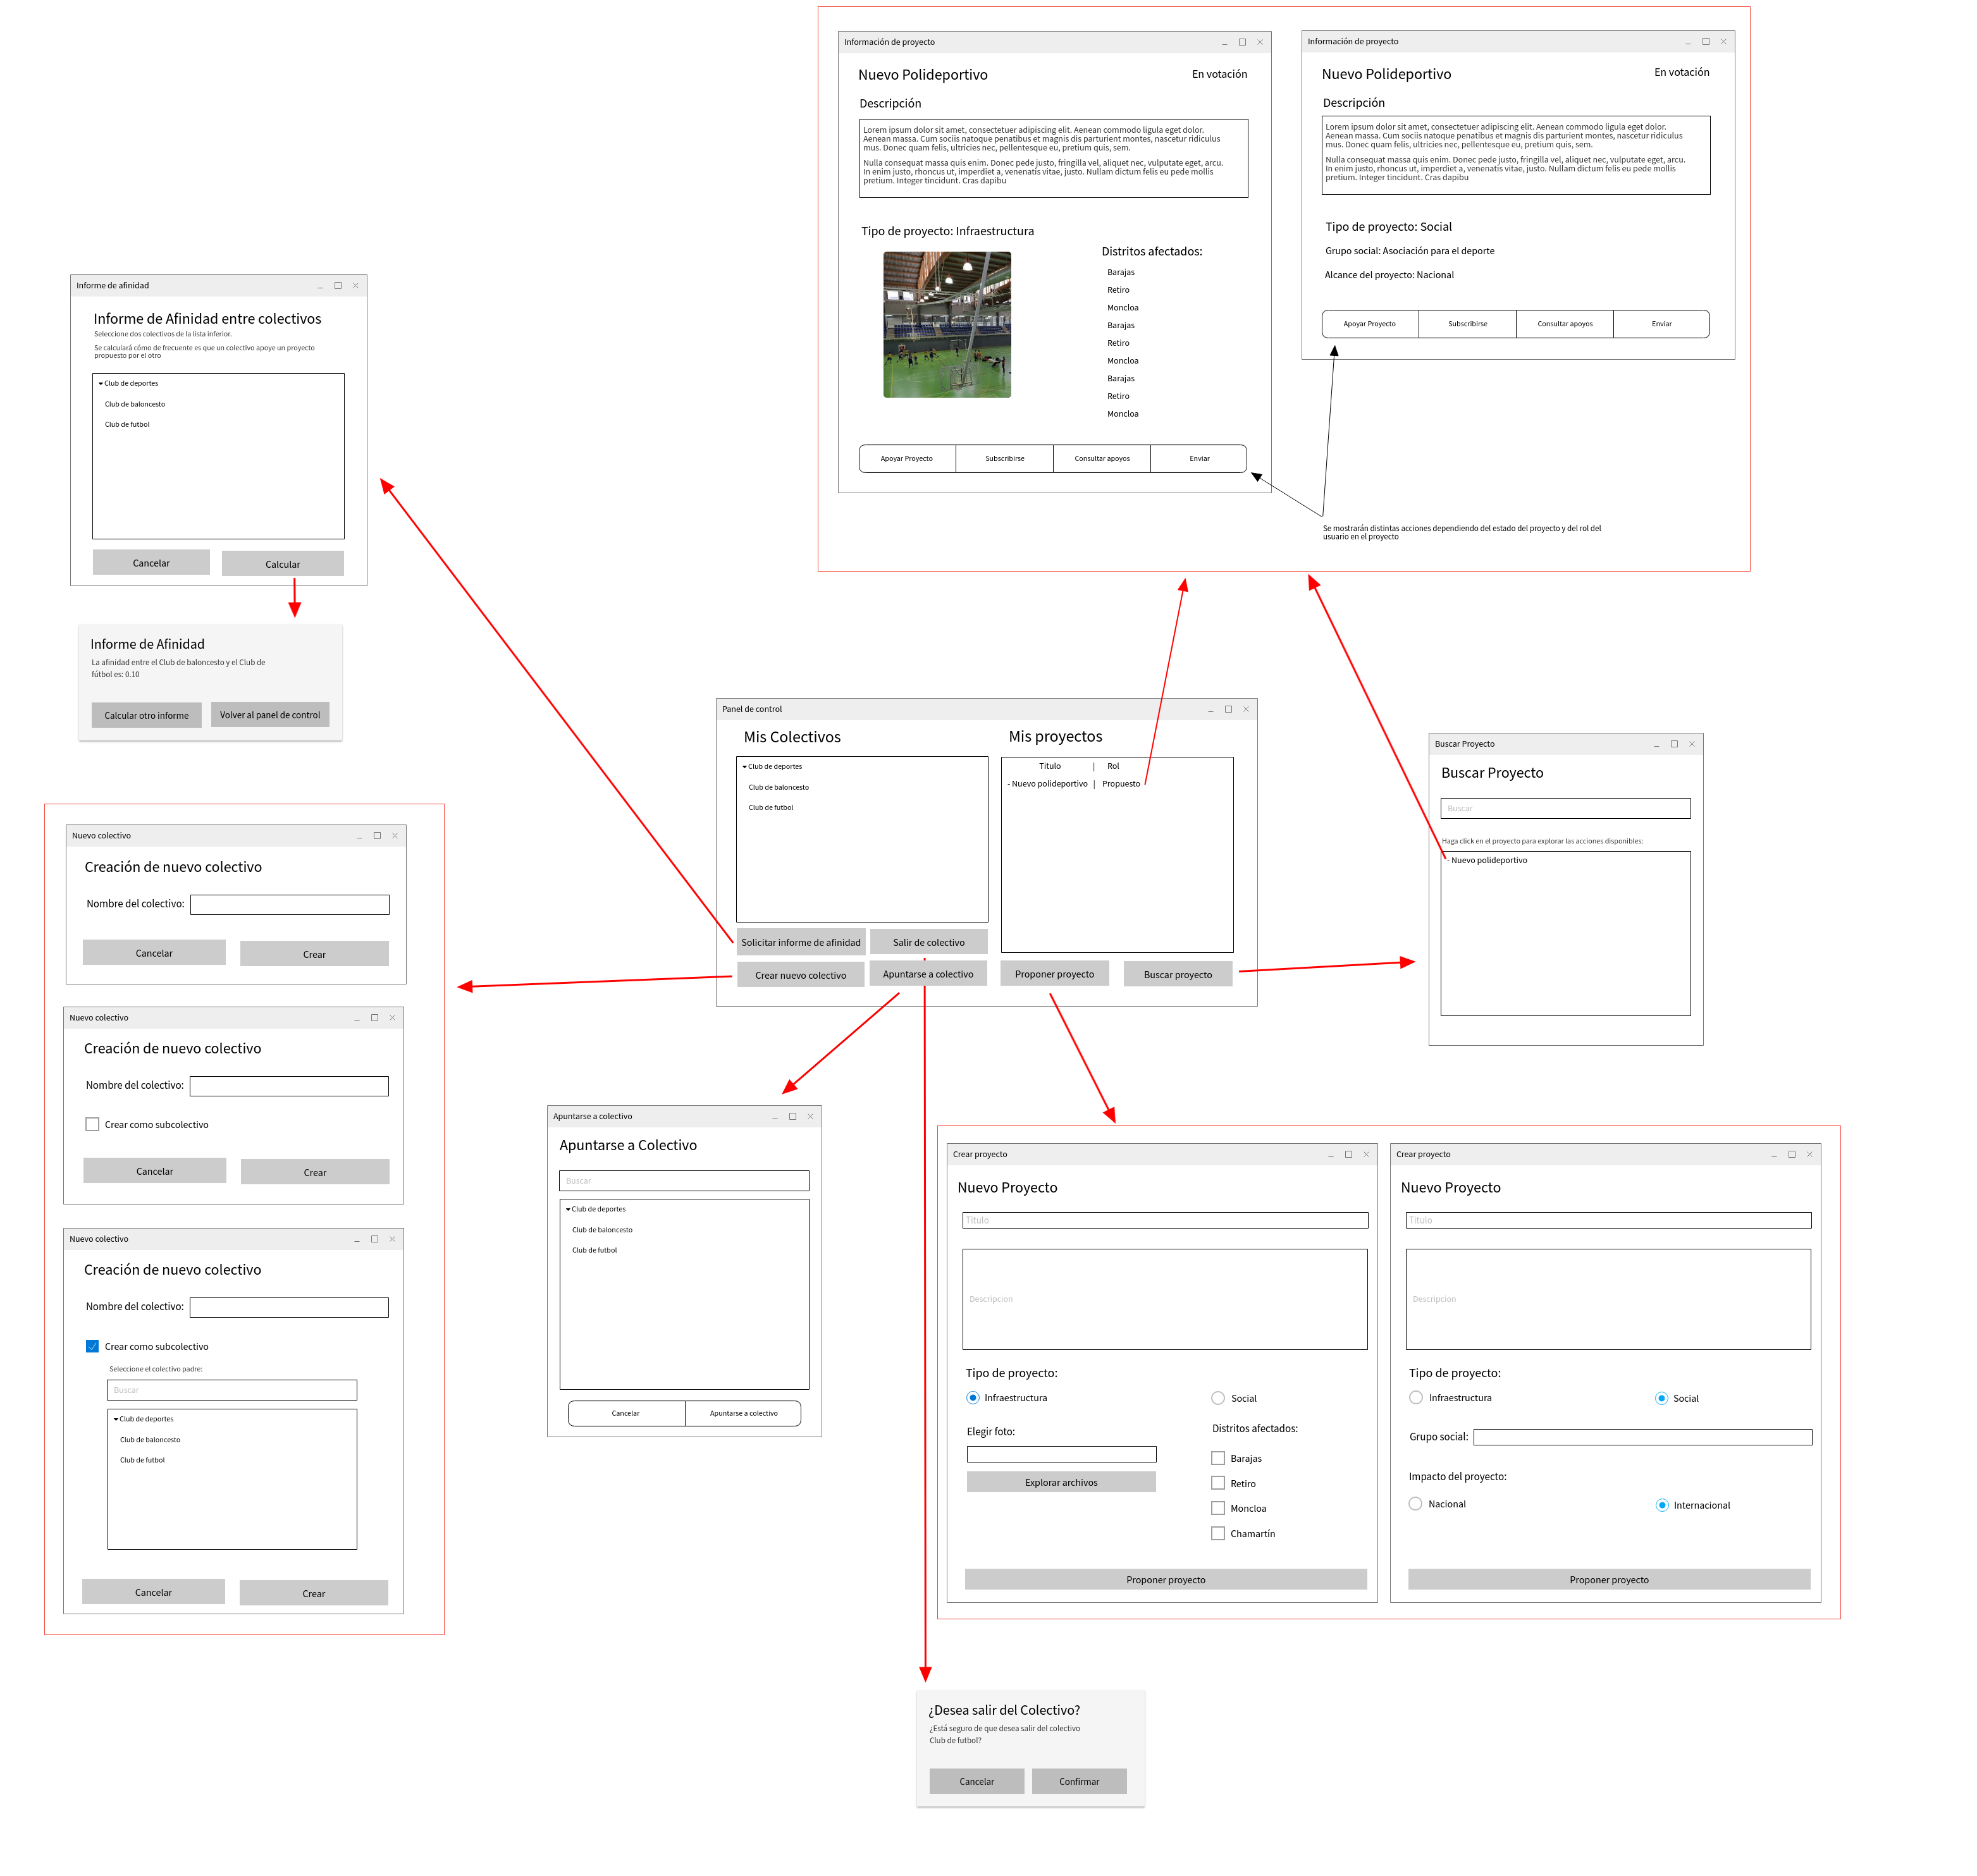 Información de proyecto
Nuevo Polideportivo
En votación
Descripción
Lorem ipsum dolor sit amet, consectetuer adipiscing elit. Aenean commodo ligula eget dolor.
Aenean massa. Cum sociis natoque penatibus et magnis dis parturient montes, nascetur ridiculus
mus. Donec quam felis, ultricies nec, pellentesque eu, pretium quis, sem.
Nulla consequat massa quis enim. Donec pede justo, fringilla vel, aliquet nec, vulputate eget, arcu.
In enim justo, rhoncus ut, imperdiet a, venenatis vitae, justo. Nullam dictum felis eu pede mollis
pretium. Integer tincidunt. Cras dapibu
Tipo de proyecto: Infraestructura
Distritos afectados:
Barajas
Retiro
Moncloa
Barajas
Retiro
Moncloa
Barajas
Retiro
Moncloa
Apoyar Proyecto
Subscribirse
Consultar apoyos
Enviar
Información de proyecto
Nuevo Polideportivo
En votación
Descripción
Lorem ipsum dolor sit amet, consectetuer adipiscing elit. Aenean commodo ligula eget dolor.
Aenean massa. Cum sociis natoque penatibus et magnis dis parturient montes, nascetur ridiculus
mus. Donec quam felis, ultricies nec, pellentesque eu, pretium quis, sem.
Nulla consequat massa quis enim. Donec pede justo, fringilla vel, aliquet nec, vulputate eget, arcu.
In enim justo, rhoncus ut, imperdiet a, venenatis vitae, justo. Nullam dictum felis eu pede mollis
pretium. Integer tincidunt. Cras dapibu
Tipo de proyecto: Social
Grupo social: Asociación para el deporte
Alcance del proyecto: Nacional
Apoyar Proyecto
Subscribirse
Consultar apoyos
Enviar
Se mostrarán distintas acciones dependiendo del estado del proyecto y del rol del
usuario en el proyecto
Informe de afinidad
Informe de Afinidad entre colectivos
Seleccione dos colectivos de la lista inferior.
Se calculará cómo de frecuente es que un colectivo apoye un proyecto
propuesto por el otro
Club de deportes
Club de baloncesto
Club de futbol
Cancelar
Calcular
Informe de Afinidad
La afinidad entre el Club de baloncesto y el Club de
fútbol es: 0.10
Calcular otro informe
Volver al panel de control
Panel de control
Mis Colectivos
Club de deportes
Club de baloncesto
Club de futbol
Mis proyectos
Titulo | Rol
- Nuevo polideportivo | Propuesto
Solicitar informe de afinidad
Salir de colectivo
Crear nuevo colectivo
Apuntarse a colectivo
Proponer proyecto
Buscar proyecto
Buscar Proyecto
Buscar Proyecto
Buscar
Haga click en el proyecto para explorar las acciones disponibles:
- Nuevo polideportivo
Nuevo colectivo
Creación de nuevo colectivo
Nombre del colectivo:
Cancelar
Crear
Nuevo colectivo
Creación de nuevo colectivo
Nombre del colectivo:
Crear como subcolectivo
Cancelar
Crear
Nuevo colectivo
Creación de nuevo colectivo
Nombre del colectivo:
Crear como subcolectivo
Seleccione el colectivo padre:
Buscar
Club de deportes
Club de baloncesto
Club de futbol
Cancelar
Crear
Apuntarse a colectivo
Apuntarse a Colectivo
Buscar
Club de deportes
Club de baloncesto
Club de futbol
Cancelar
Apuntarse a colectivo
Crear proyecto
Nuevo Proyecto
Titulo
Descripcion
Tipo de proyecto:
Infraestructura
Social
Elegir foto:
Explorar archivos
Distritos afectados:
Barajas
Retiro
Moncloa
Chamartín
Proponer proyecto
Crear proyecto
Nuevo Proyecto
Titulo
Descripcion
Tipo de proyecto:
Infraestructura
Social
Grupo social:
Impacto del proyecto:
Nacional
Internacional
Proponer proyecto
¿Desea salir del Colectivo?
¿Está seguro de que desea salir del colectivo
Club de futbol?
Cancelar
Confirmar